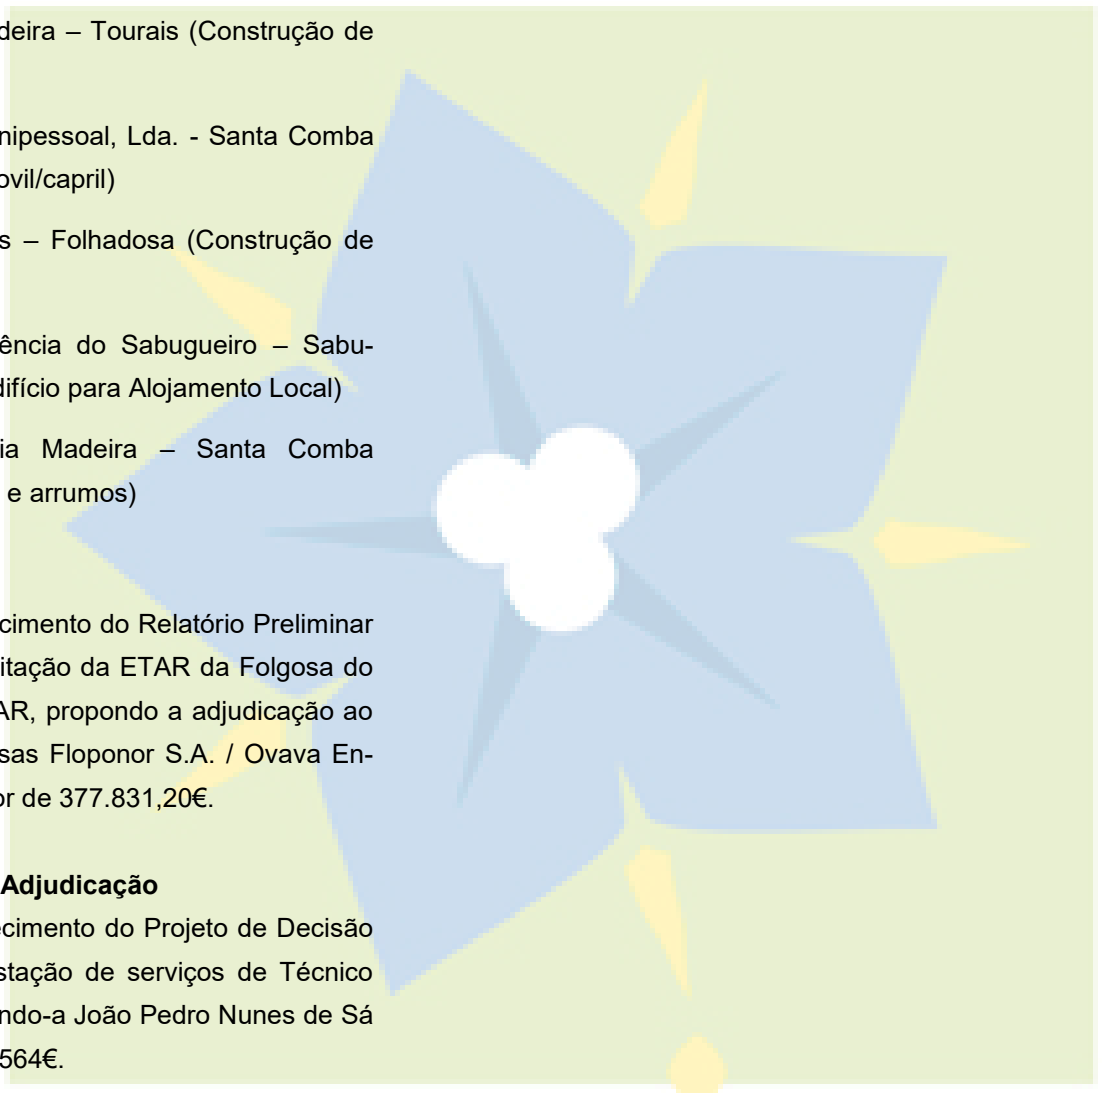 deira – Tourais (Construção de
nipessoal, Lda. - Santa Comba
ovil/capril)
s – Folhadosa (Construção de
ência do Sabugueiro – Sabu-
difício para Alojamento Local)
ia Madeira – Santa Comba
e arrumos)
cimento do Relatório Preliminar
itação da ETAR da Folgosa do
AR, propondo a adjudicação ao
sas Floponor S.A. / Ovava En-
or de 377.831,20€.
Adjudicação
ecimento do Projeto de Decisão
stação de serviços de Técnico
ndo-a João Pedro Nunes de Sá
564€.